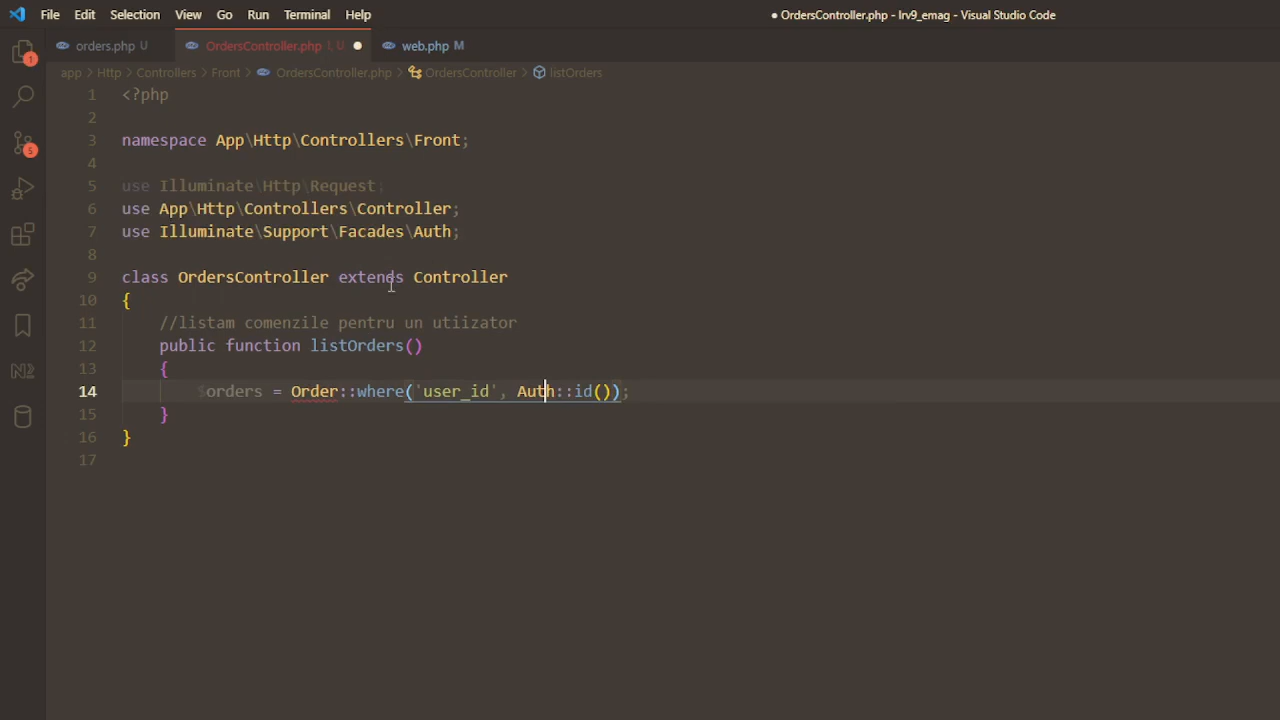 File Edit Selection View Go Run Terminal Help
● OrdersController.php - lrv9_emag - Visual Studio Code
orders.php U
OrdersController.php 1, U
web.php M
app > Http > Controllers > Front > OrdersController.php > OrdersController > listOrders
1 <?php
2
3 namespace App\Http\Controllers\Front;
4
5 use Illuminate\Http\Request;
6 use App\Http\Controllers\Controller;
7 use Illuminate\Support\Facades\Auth;
8
9 class OrdersController extends Controller
10 {
11 //listam comenzile pentru un utiizator
12 public function listOrders()
13 {
14 $orders = Order::where('user_id', Auth::id());
15 }
16 }
17
1
5